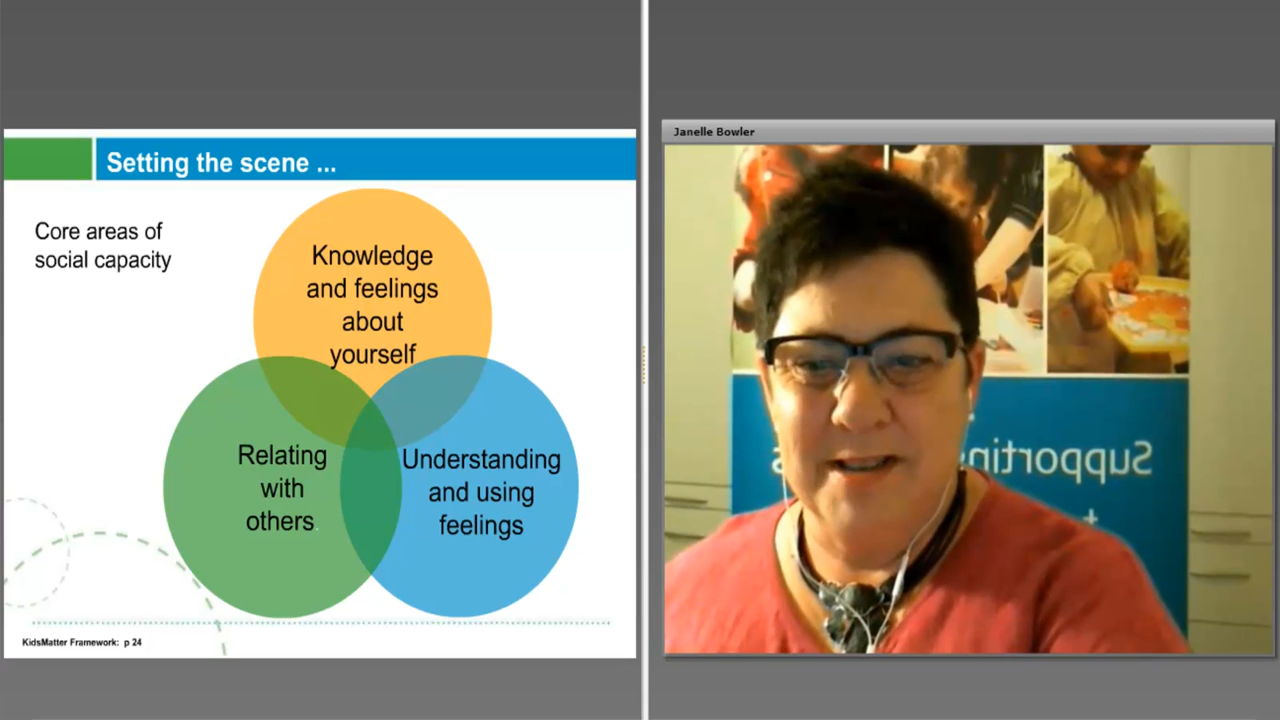 Setting the scene ...
Core areas of
social capacity
Knowledge
and feelings
about
yourself
Relating
with
others
Understanding
and using
feelings
KidsMatter Framework: p 24
Janelle Bowler
Supporting